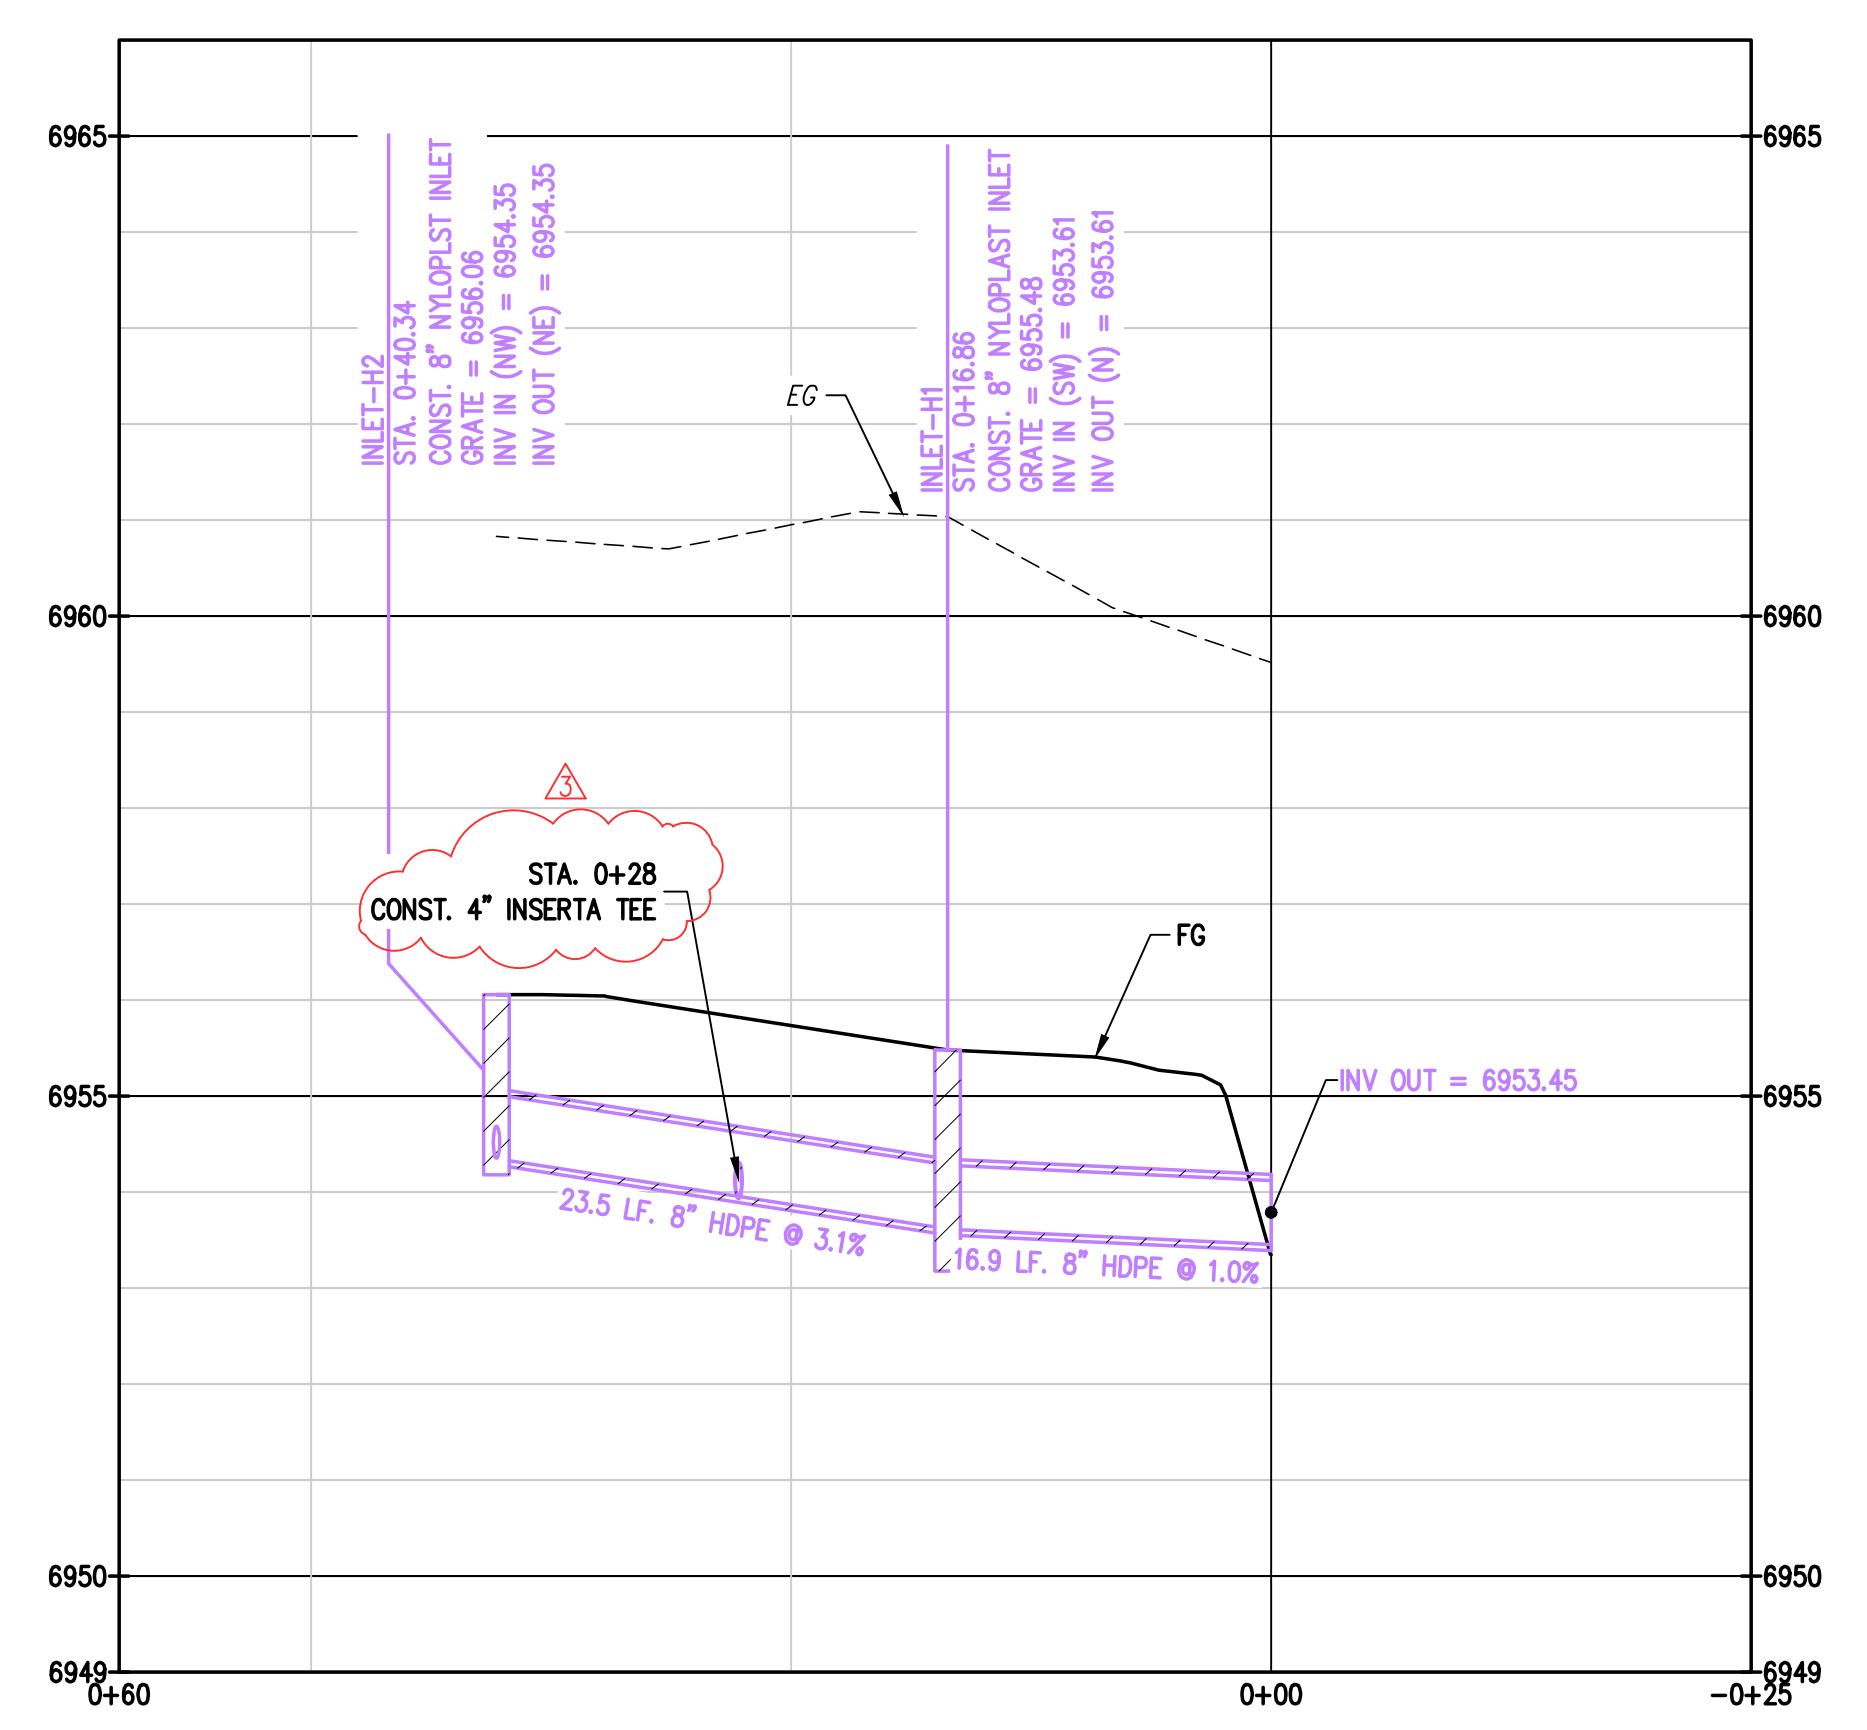 6965
6965
INLET-H2
STA. 0+40.34
CONST. 8" NYLOPLST INLET
GRATE = 6956.06
INV IN (NW) = 6954.35
INV OUT (NE) = 6954.35
INLET-H1
STA. 0+16.86
CONST. 8" NYLOPLAST INLET
GRATE = 6955.48
INV IN (SW) = 6953.61
INV OUT (N) = 6953.61
EG
6960
6960
3
STA. 0+28
CONST. 4" INSERTA TEE
FG
INV OUT = 6953.45
6955
6955
23.5 LF. 8" HDPE @ 3.1%
16.9 LF. 8" HDPE @ 1.0%
6950
6950
6949
6949
0+60
0+00
-0+25